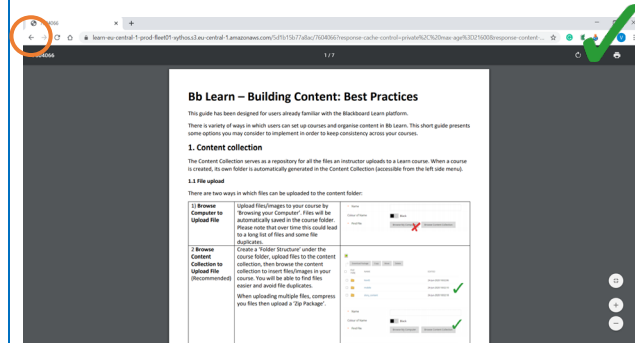 learn-eu-central-1-prod-fleet01-xythos.s3.eu-central-1.amazonaws.com/5d1b15b77a8ac/7604066?response-cache-control=private%2C%20max-age%3D21600&response-content-...
1 / 7
Bb Learn – Building Content: Best Practices
This guide has been designed for users already familiar with the Blackboard Learn platform.
There is variety of ways in which users can set up courses and organise content in Bb Learn. This short guide presents
some options you may consider to implement in order to keep consistency across your courses.
1. Content collection
The Content Collection serves as a repository for all the files an instructor uploads to a Learn course. When a course
is created, its own folder is automatically generated in the Content Collection (accessible from the left side menu).
1.1 File upload
There are two ways in which files can be uploaded to the content folder:
1) Browse
Computer to
Upload File
Upload files/images to your course by
'Browsing your Computer'. Files will be
automatically saved in the course folder.
Please note that over time this could lead
to a long list of files and some file
duplicates.
2 Browse
Content
Collection to
Upload File
(Recommended)
Create a 'Folder Structure' under the
course folder, upload files to the content
collection, then browse the content
collection to insert files/images in your
course. You will be able to find files
easier and avoid file duplicates.
When uploading multiple files, compress
you files then upload a 'Zip Package'.